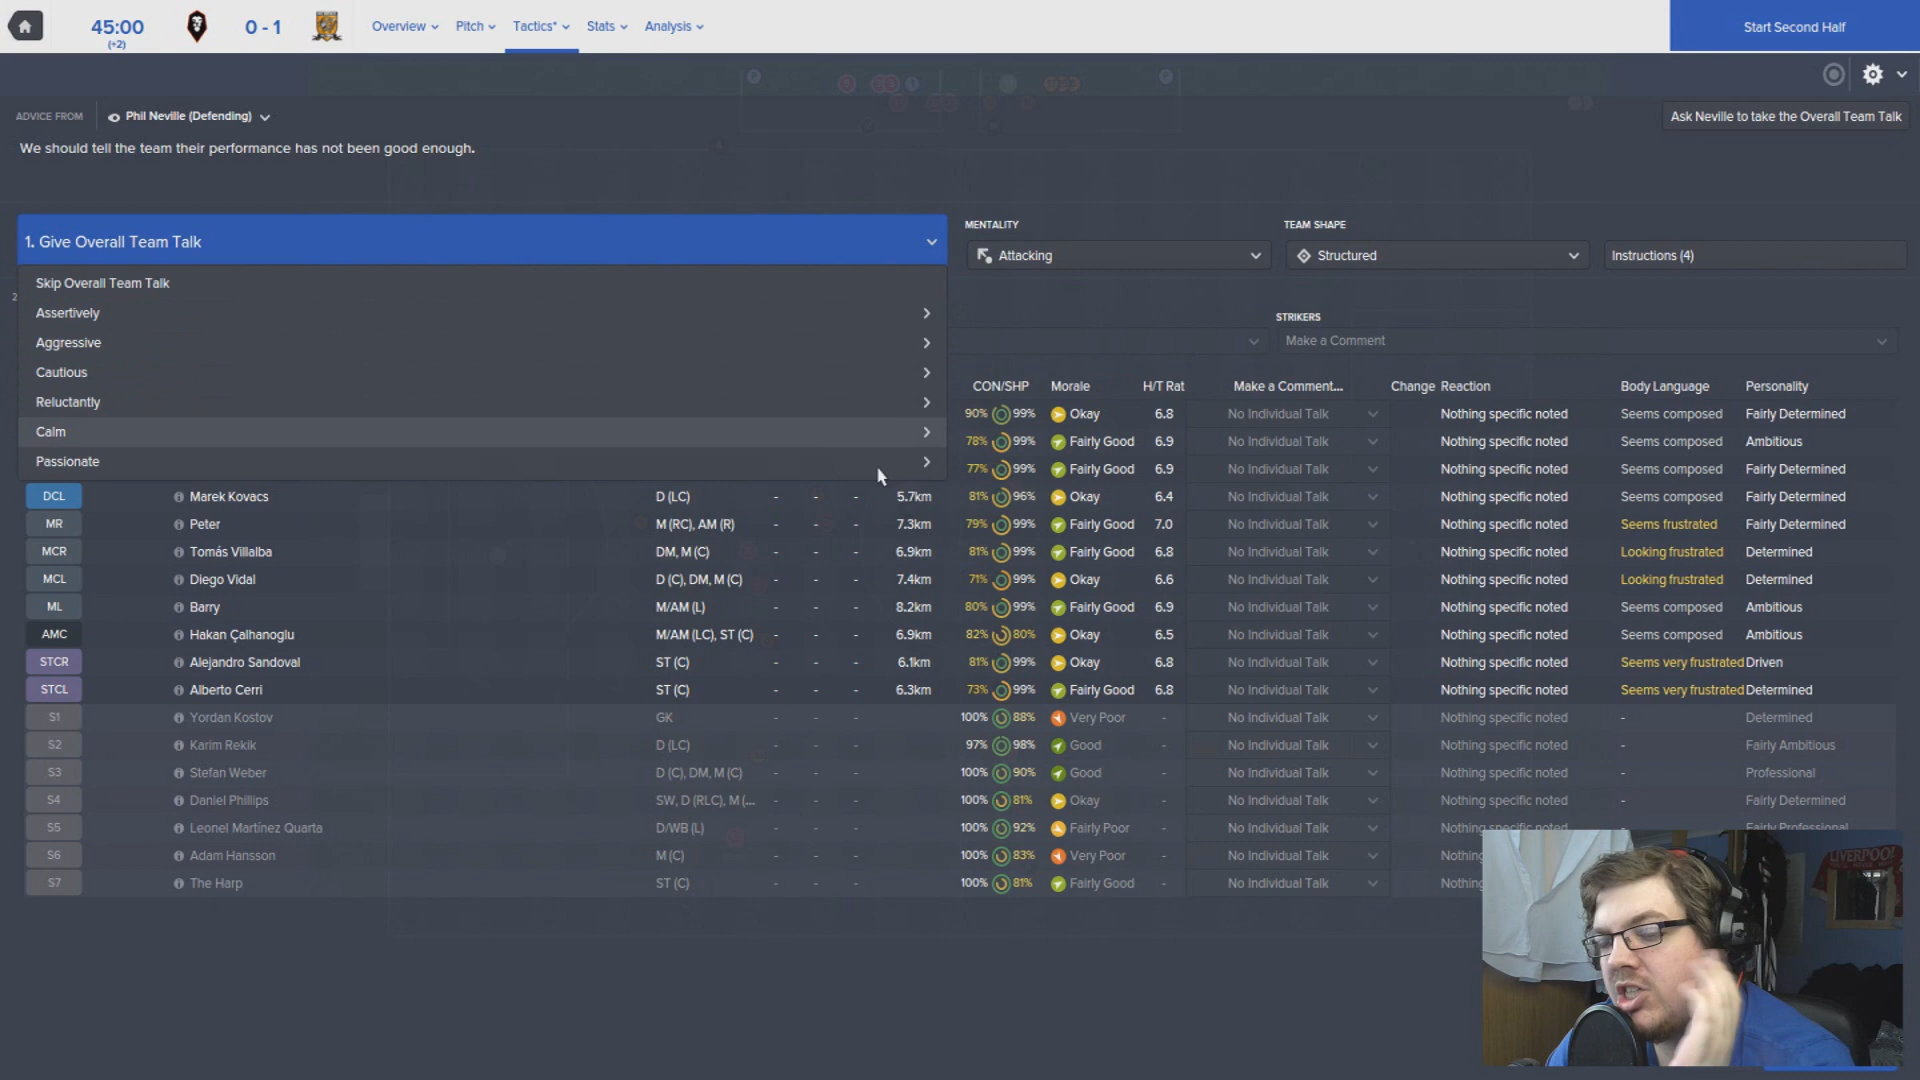 45:00
(+2)
0 - 1
Overview
Pitch
Tactics*
Stats
Analysis
Start Second Half
ADVICE FROM
Phil Neville (Defending)
Ask Neville to take the Overall Team Talk
We should tell the team their performance has not been good enough.
1. Give Overall Team Talk
MENTALITY
Attacking
TEAM SHAPE
Structured
Instructions (4)
Skip Overall Team Talk
Assertively
Aggressive
Cautious
Reluctantly
Calm
Passionate
2
STRIKERS
Make a Comment
CON/SHP Morale H/T Rat Make a Comment... Change Reaction Body Language Personality
90% 99% Okay 6.8 No Individual Talk Nothing specific noted Seems composed Fairly Determined
78% 99% Fairly Good 6.9 No Individual Talk Nothing specific noted Seems composed Ambitious
77% 99% Fairly Good 6.9 No Individual Talk Nothing specific noted Seems composed Fairly Determined
DCL Marek Kovacs D (LC) - - - 5.7km 81% 96% Okay 6.4 No Individual Talk Nothing specific noted Seems composed Fairly Determined
MR Peter M (RC), AM (R) - - - 7.3km 79% 99% Fairly Good 7.0 No Individual Talk Nothing specific noted Seems frustrated Fairly Determined
MCR Tomás Villalba DM, M (C) - - - 6.9km 81% 99% Fairly Good 6.8 No Individual Talk Nothing specific noted Looking frustrated Determined
MCL Diego Vidal D (C), DM, M (C) - - - 7.4km 71% 99% Okay 6.6 No Individual Talk Nothing specific noted Looking frustrated Determined
ML Barry M/AM (L) - - - 8.2km 80% 99% Fairly Good 6.9 No Individual Talk Nothing specific noted Seems composed Ambitious
AMC Hakan Çalhanoglu M/AM (LC), ST (C) - - - 6.9km 82% 80% Okay 6.5 No Individual Talk Nothing specific noted Seems composed Ambitious
STCR Alejandro Sandoval ST (C) - - - 6.1km 81% 99% Okay 6.8 No Individual Talk Nothing specific noted Seems very frustrated Driven
STCL Alberto Cerri ST (C) - - - 6.3km 73% 99% Fairly Good 6.8 No Individual Talk Nothing specific noted Seems very frustrated Determined
S1 Yordan Kostov GK - - - 100% 88% Very Poor - No Individual Talk Nothing specific noted - Determined
S2 Karim Rekik D (LC) - - - 97% 98% Good - No Individual Talk Nothing specific noted - Fairly Ambitious
S3 Stefan Weber D (C), DM, M (C) - - - 100% 90% Good - No Individual Talk Nothing specific noted - Professional
S4 Daniel Phillips SW, D (RLC), M (... - - - 100% 81% Okay - No Individual Talk Nothing specific noted - Fairly Determined
S5 Leonel Martínez Quarta D/WB (L) - - - 100% 92% Fairly Poor - No Individual Talk Nothing specific noted - Fairly Professional
S6 Adam Hansson M (C) - - - 100% 83% Very Poor - No Individual Talk Nothing
S7 The Harp ST (C) - - - 100% 81% Fairly Good - No Individual Talk Nothing
LIVERPOOL